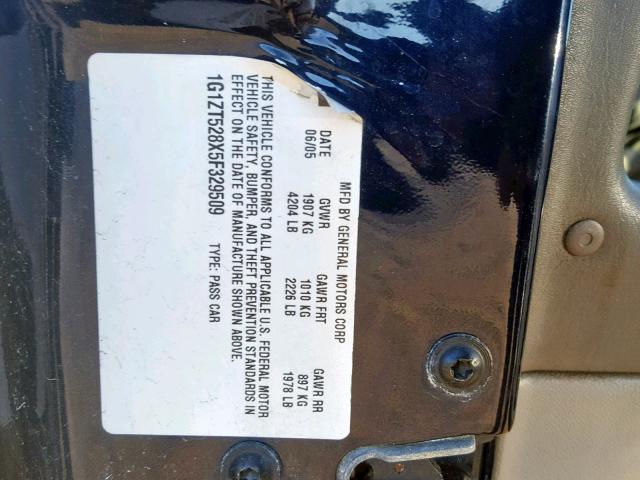 MFD BY GENERAL MOTORS CORP
DATE GVWR GAWR FRT GAWR RR
06/05 1907 KG 1010 KG 897 KG
4204 LB 2226 LB 1978 LB
THIS VEHICLE CONFORMS TO ALL APPLICABLE U.S. FEDERAL MOTOR
VEHICLE SAFETY, BUMPER, AND THEFT PREVENTION STANDARDS IN
EFFECT ON THE DATE OF MANUFACTURE SHOWN ABOVE.
1G1ZT528X5F329509 TYPE: PASS CAR